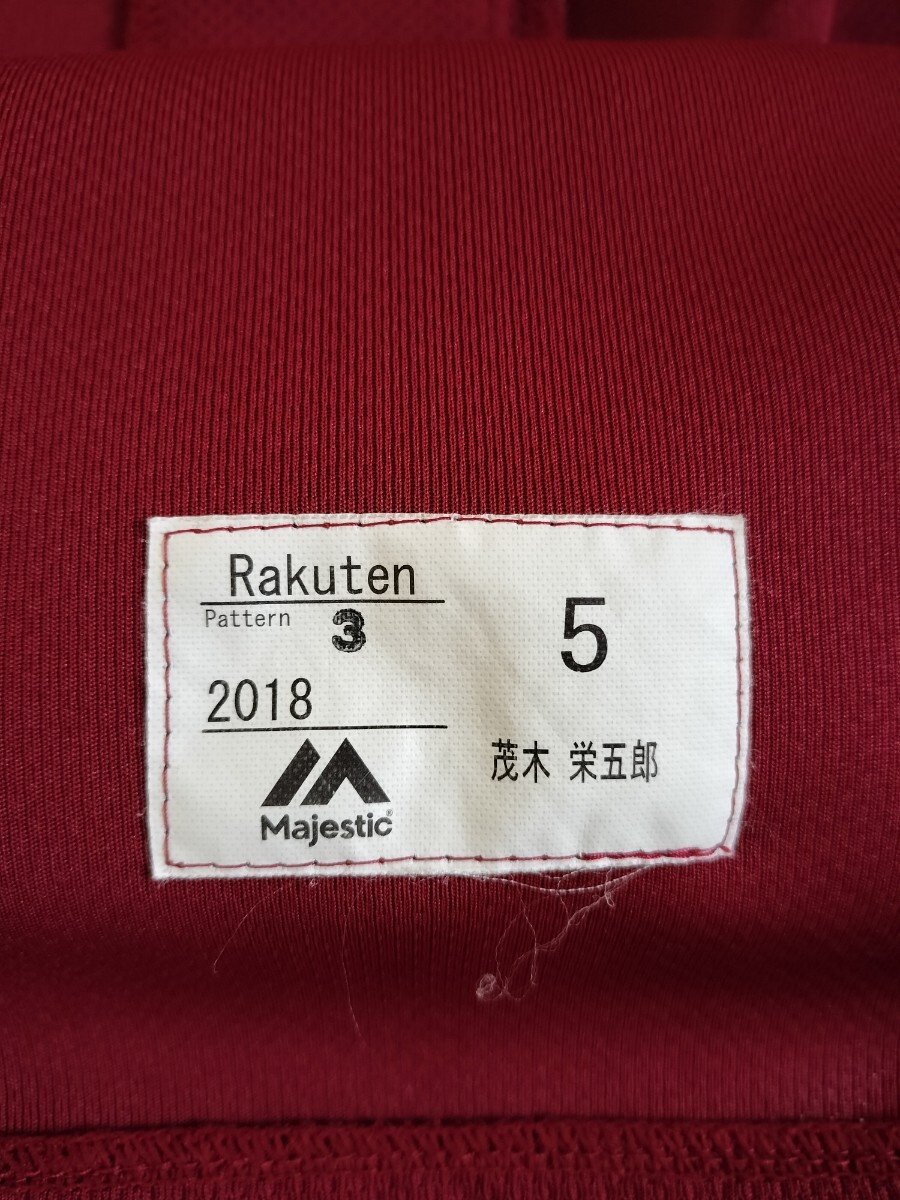 Rakuten
Pattern 3
2018
Majestic®
5
茂木 栄五郎